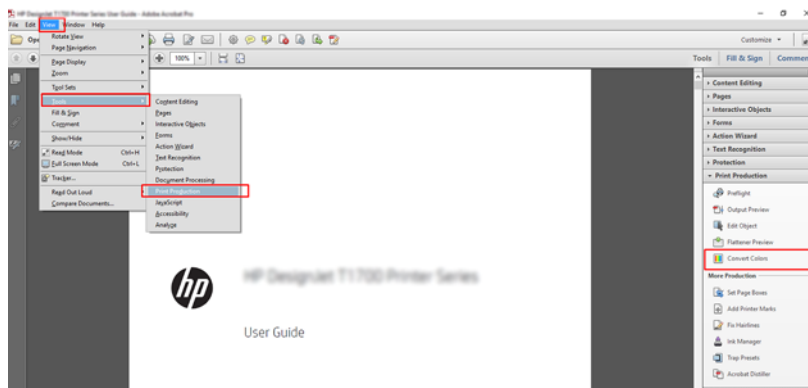 HP DesignJet T1700 Printer Series User Guide - Adobe Acrobat Pro
File Edit View Window Help
Customize
100%
Tools Fill & Sign Comment
Rotate View
Page Navigation
Page Display
Zoom
Tool Sets
Tools
Fill & Sign
Comment
Show/Hide
Read Mode Ctrl+H
Full Screen Mode Ctrl+L
Tracker...
Read Out Loud
Compare Documents...
Content Editing
Pages
Interactive Objects
Forms
Action Wizard
Text Recognition
Protection
Document Processing
Print Production
JavaScript
Accessibility
Analyze
hp
HP DesignJet T1700 Printer Series
User Guide
Content Editing
Pages
Interactive Objects
Forms
Action Wizard
Text Recognition
Protection
Print Production
Preflight
Output Preview
Edit Object
Flattener Preview
Convert Colors
More Production
Set Page Boxes
Add Printer Marks
Fix Hairlines
Ink Manager
Trap Presets
Acrobat Distiller